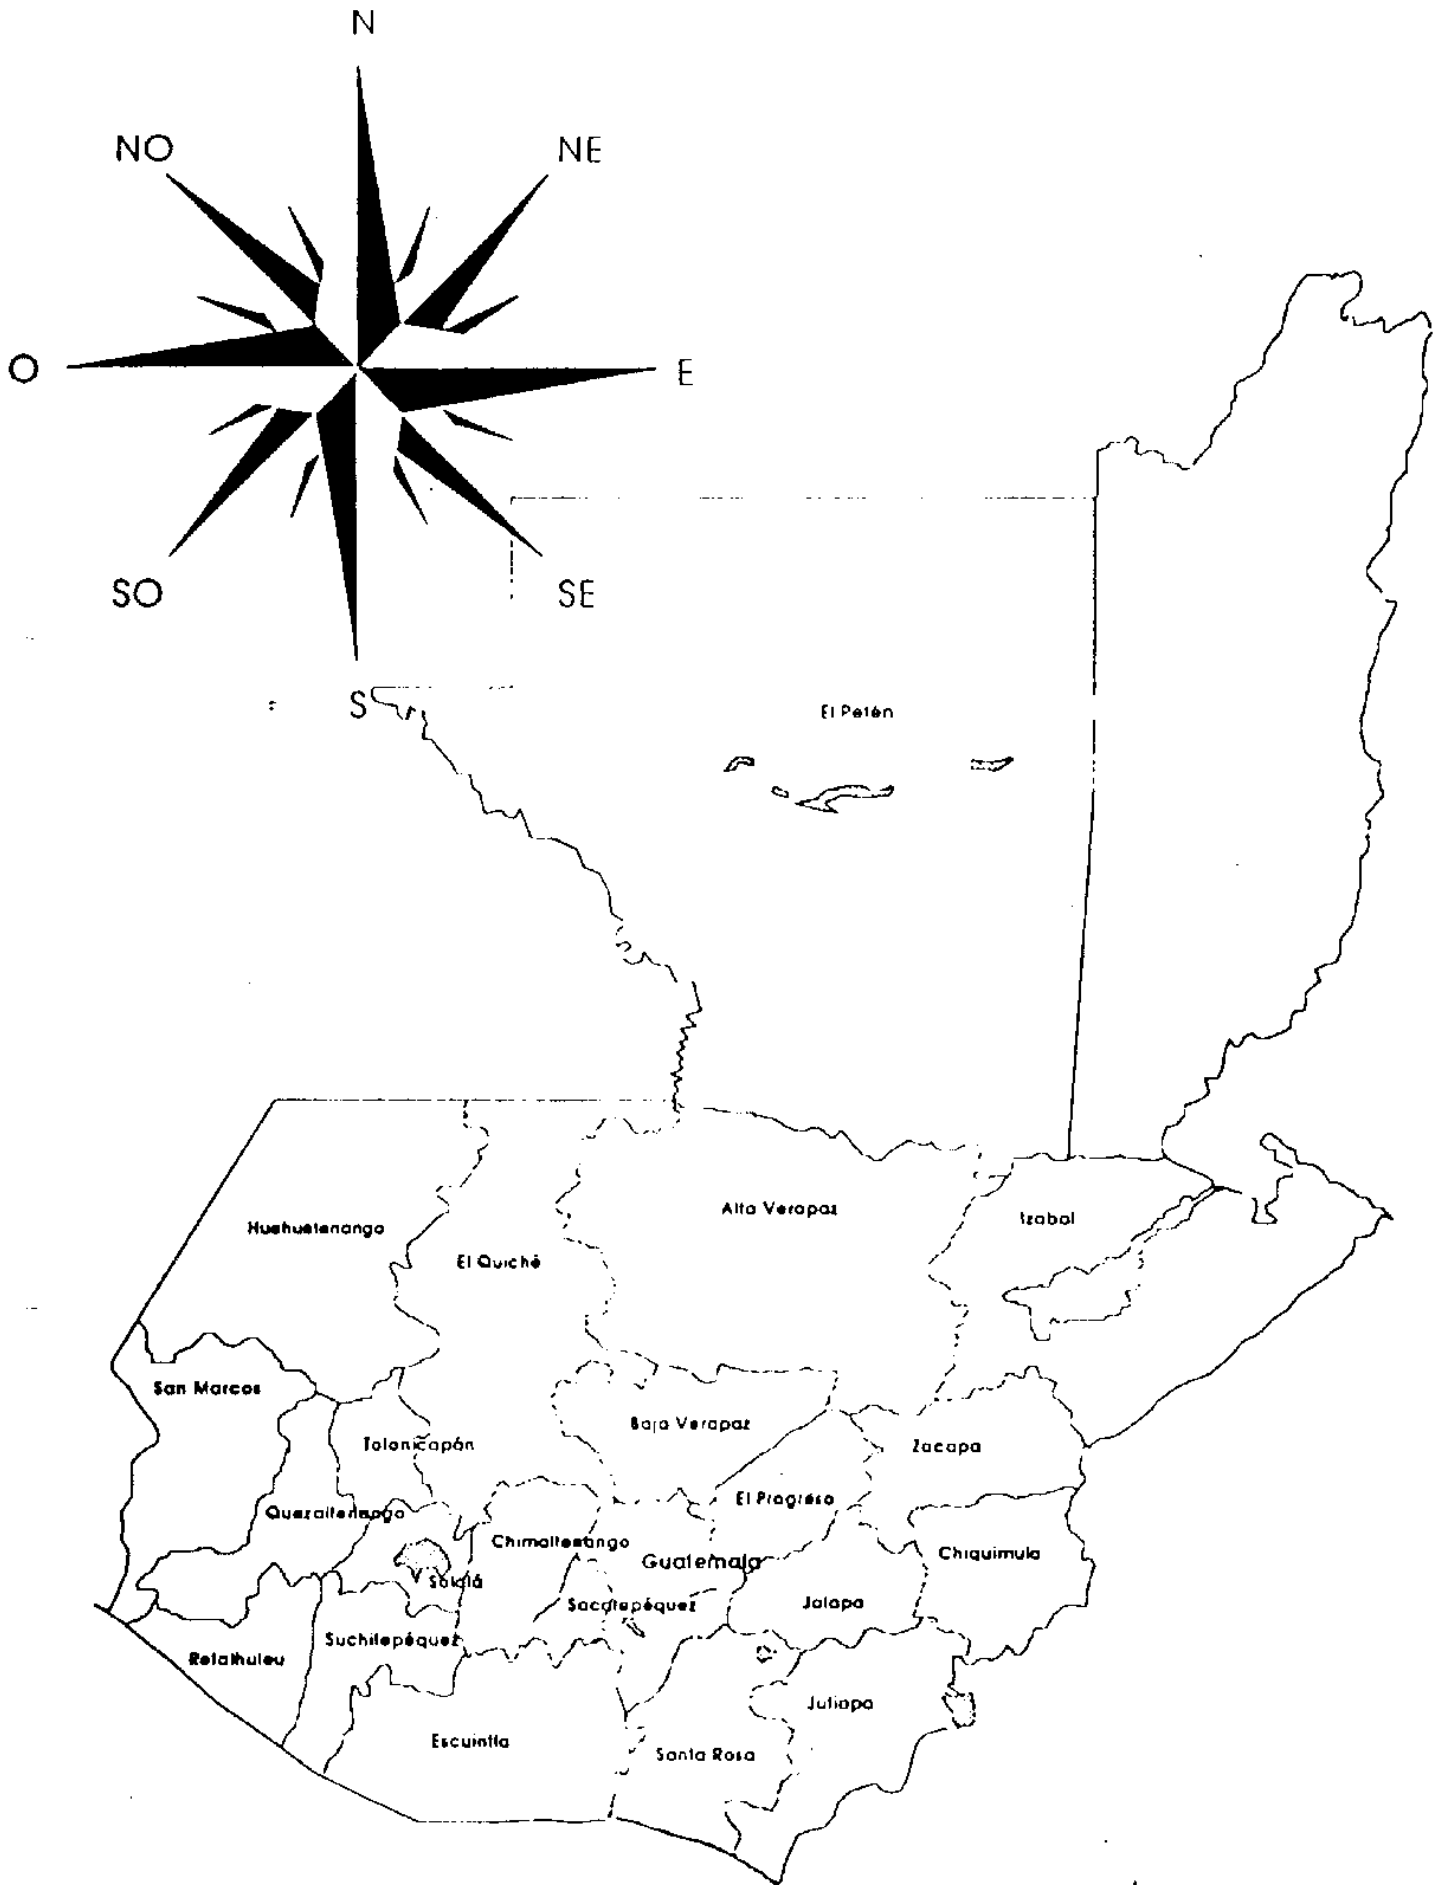 N
NO
NE
O
E
SO
SE
S
El Petén
Alta Verapaz
Izabal
Huehuetenango
El Quiché
San Marcos
Baja Verapaz
Totonicapán
Zacapa
El Progreso
Quezaltenango
Chimaltenango
Chiquimula
Guatemala
Sololá
Jalapa
Sacatepéquez
Suchitepéquez
Retalhuleu
Jutiapa
Escuintla
Santa Rosa